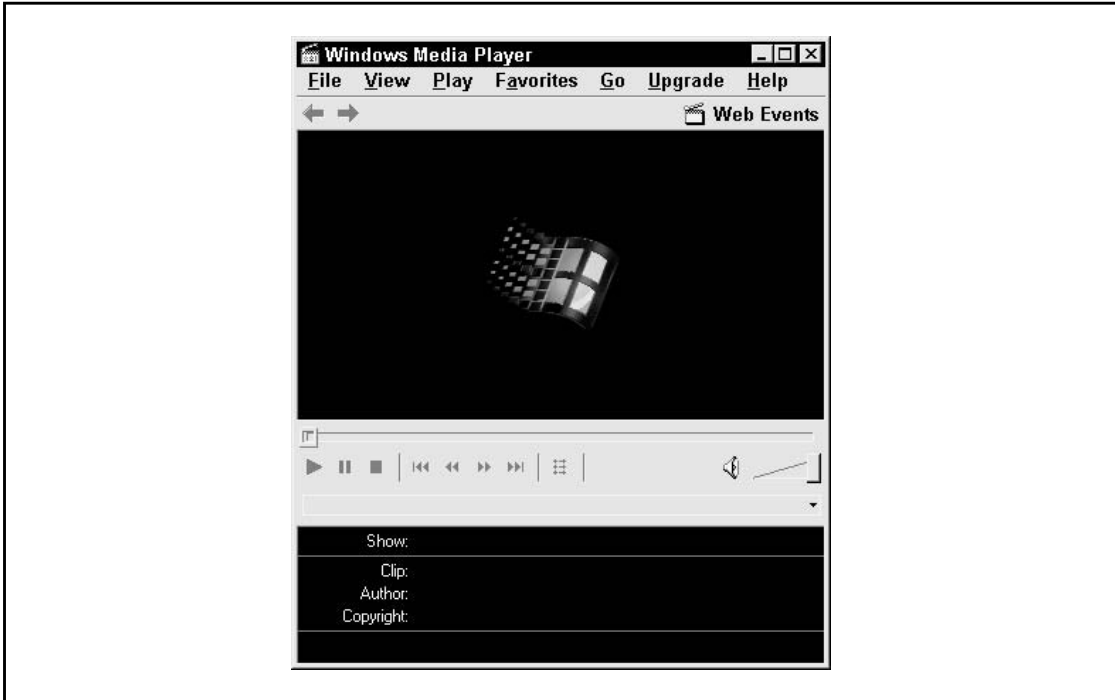 Windows Media Player
File View Play Favorites Go Upgrade Help
Web Events
Show:
Clip:
Author:
Copyright: